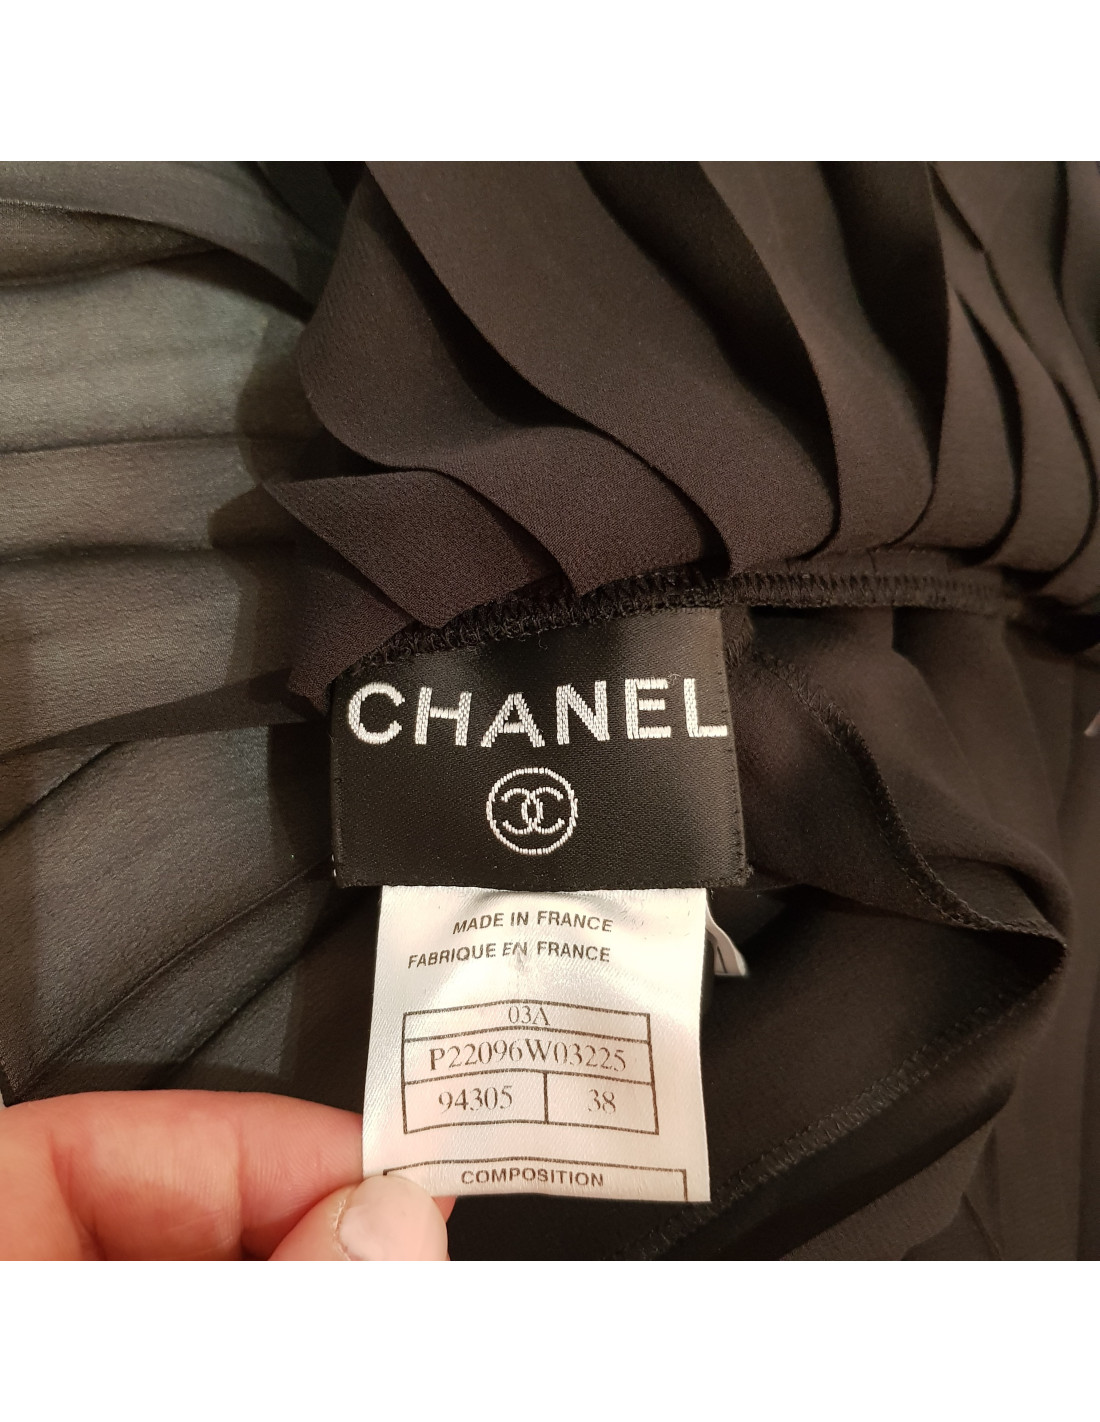 CHANEL
MADE IN FRANCE
FABRIQUE EN FRANCE
03A
P22096W03225
94305 38
COMPOSITION